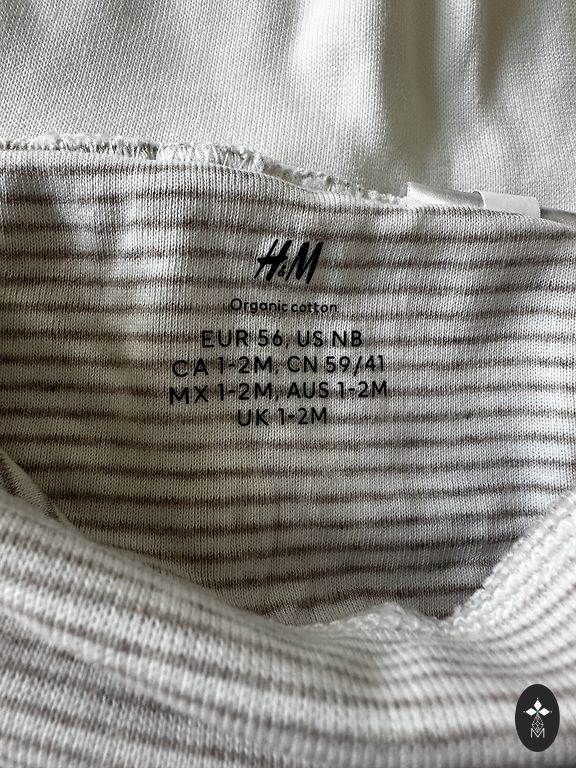 H&M
Organic cotton
EUR 56, US NB
CA 1-2M, CN 59/41
MX 1-2M, AUS 1-2M
UK 1-2M
M